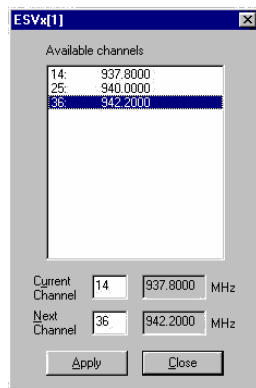 ESVx[1]
Available channels
14: 937.8000
25: 940.0000
36: 942.2000
Current Channel 14 937.8000 MHz
Next Channel 36 942.2000 MHz
Apply Close